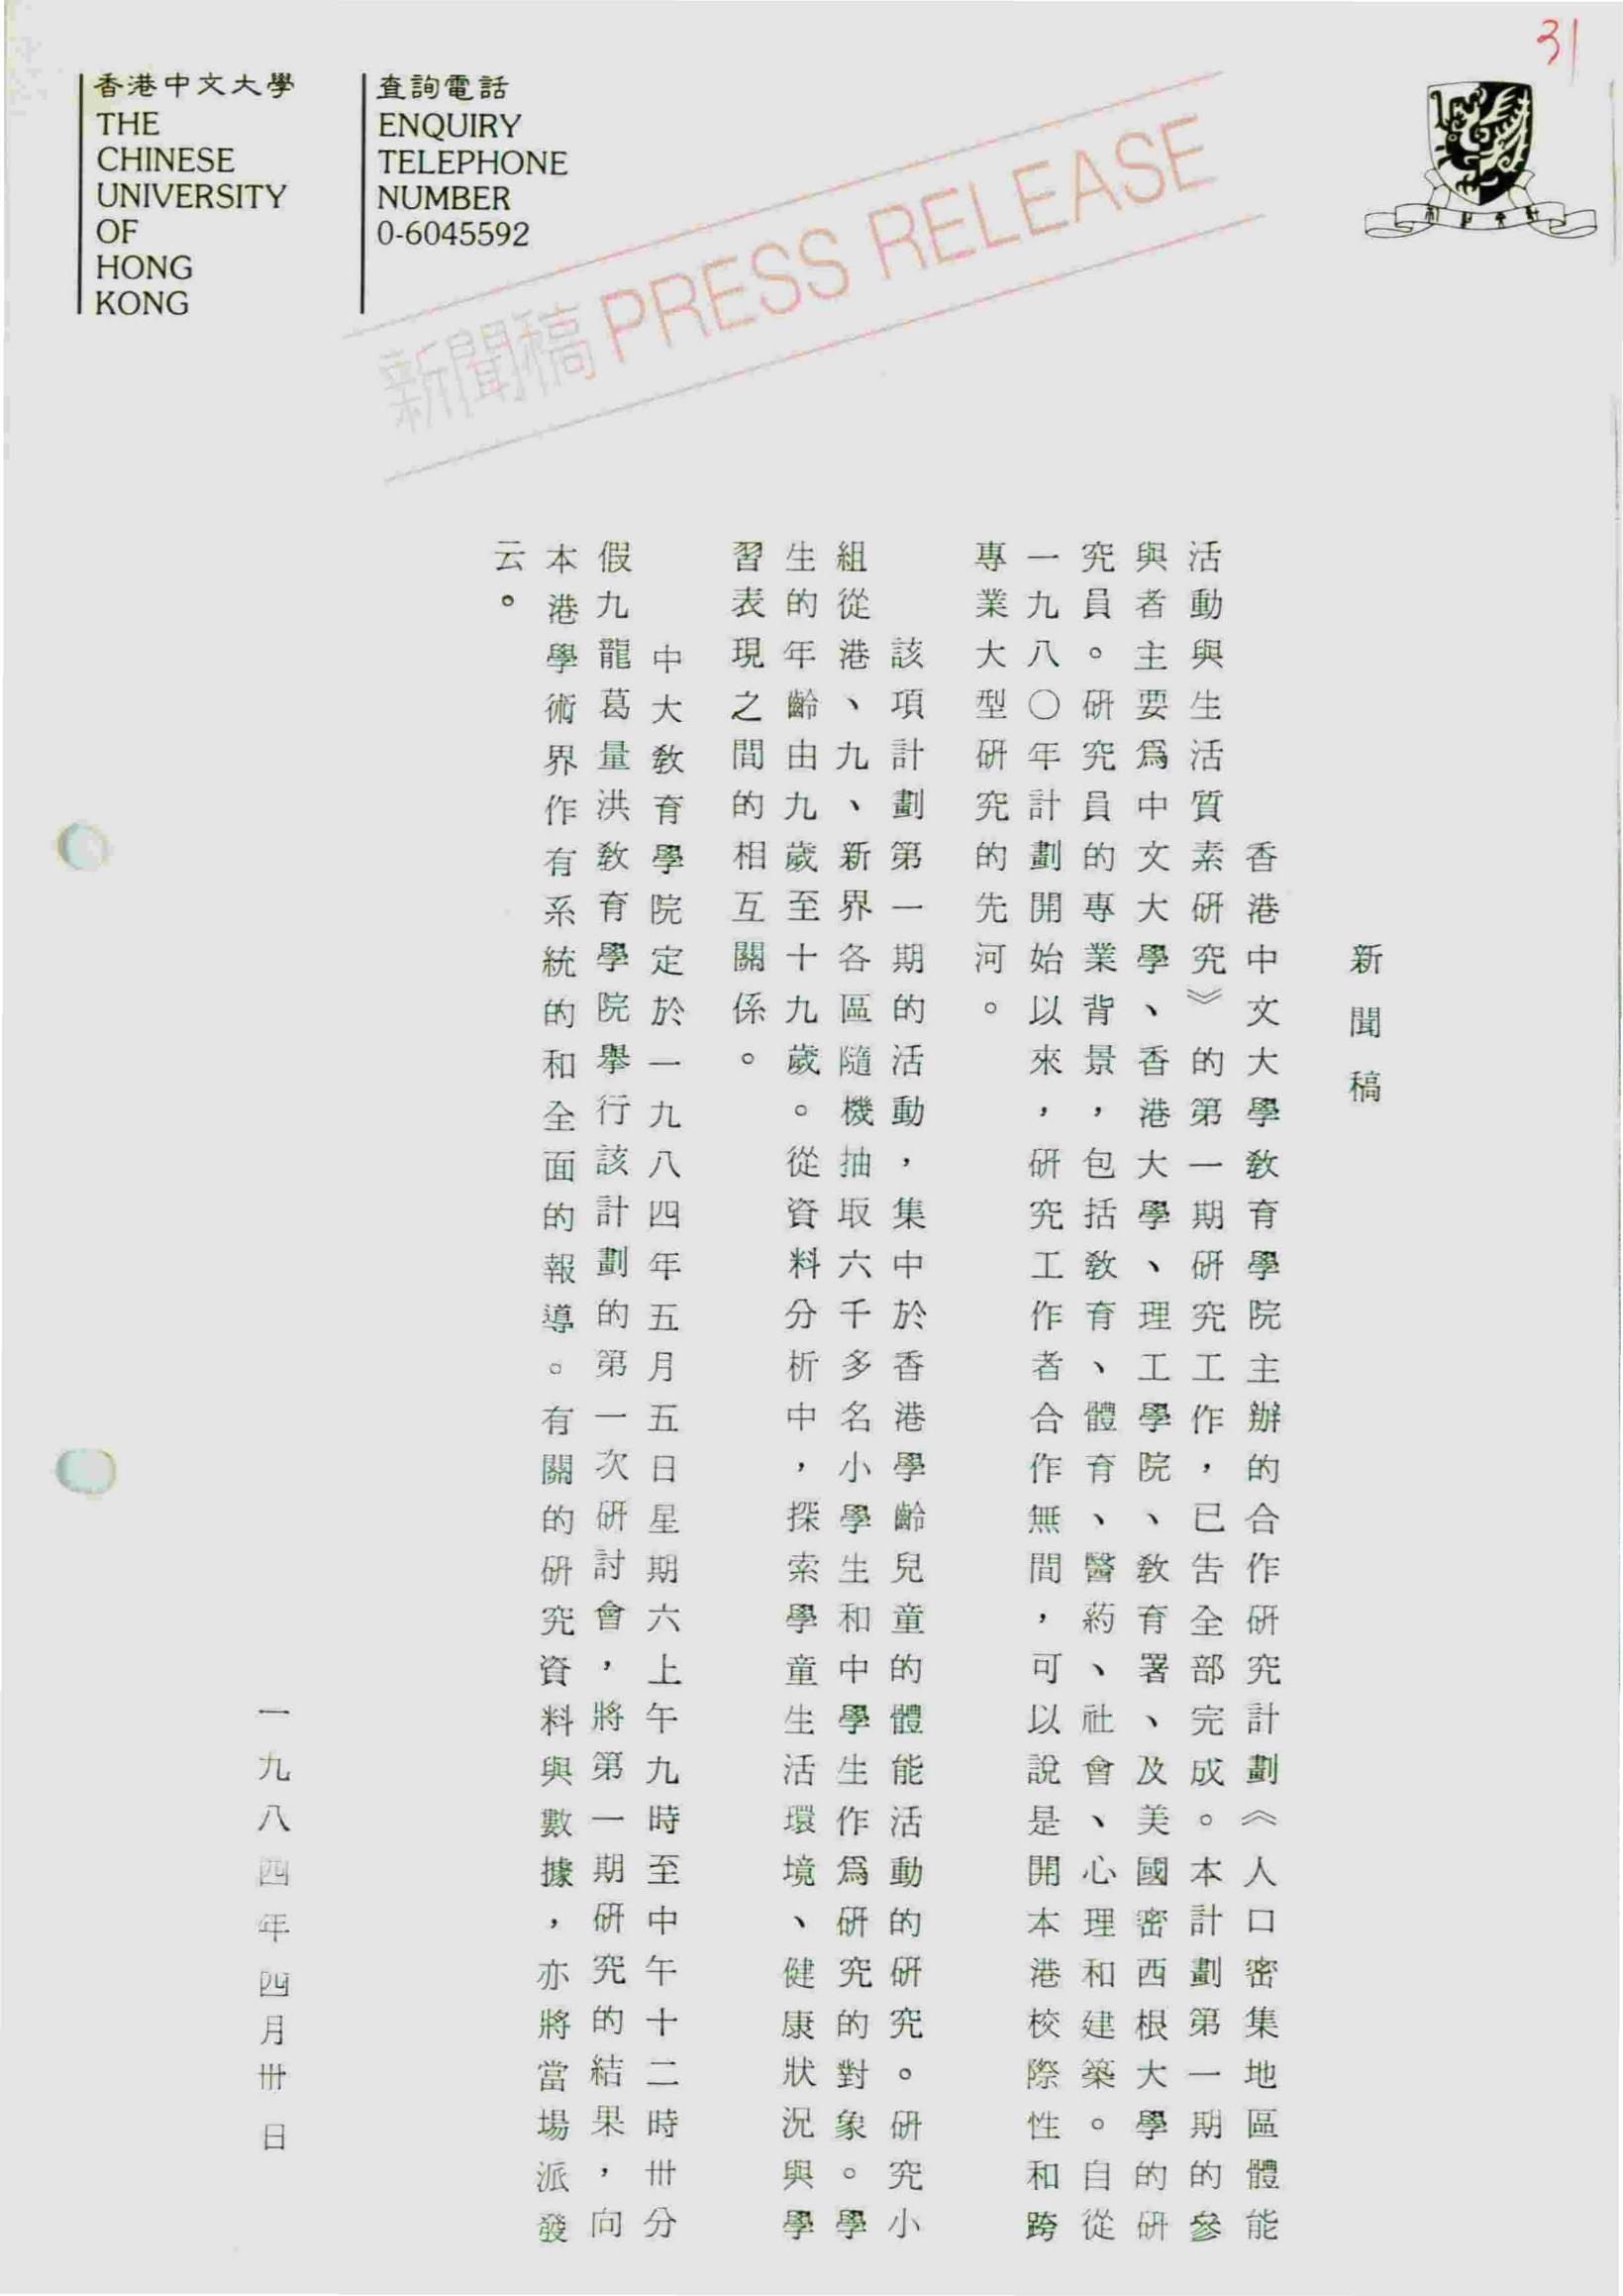 31
香港中文大學
THE
CHINESE
UNIVERSITY
OF
HONG
KONG
查詢電話
ENQUIRY
TELEPHONE
NUMBER
0-6045592
新聞稿 PRESS RELEASE
新聞稿
香港中文大學教育學院主辦的合作研究計劃《人口密集地區體能
活動與生活質素研究》的第一期研究工作，已告全部完成。本計劃第一期的參
與者主要爲中文大學、香港大學、理工學院、教育署、及美國密西根大學的研
究員。研究員的專業背景，包括教育、體育、醫葯、社會、心理和建築。自從
一九八〇年計劃開始以來，研究工作者合作無間，可以說是開本港校際性和跨
專業大型研究的先河。
該項計劃第一期的活動，集中於香港學齡兒童的體能活動的研究。研究小
組從港、九、新界各區隨機抽取六千多名小學生和中學生作爲研究的對象。學
生的年齡由九歲至十九歲。從資料分析中，探索學童生活環境、健康狀況與學
習表現之間的相互關係。
中大教育學院定於一九八四年五月五日星期六上午九時至中午十二時卅分
假九龍葛量洪教育學院舉行該計劃的第一次研討會，將第一期研究的結果，向
本港學術界作有系統的和全面的報導。有關的研究資料與數據，亦將當場派發
云。
一九八四年四月卅日